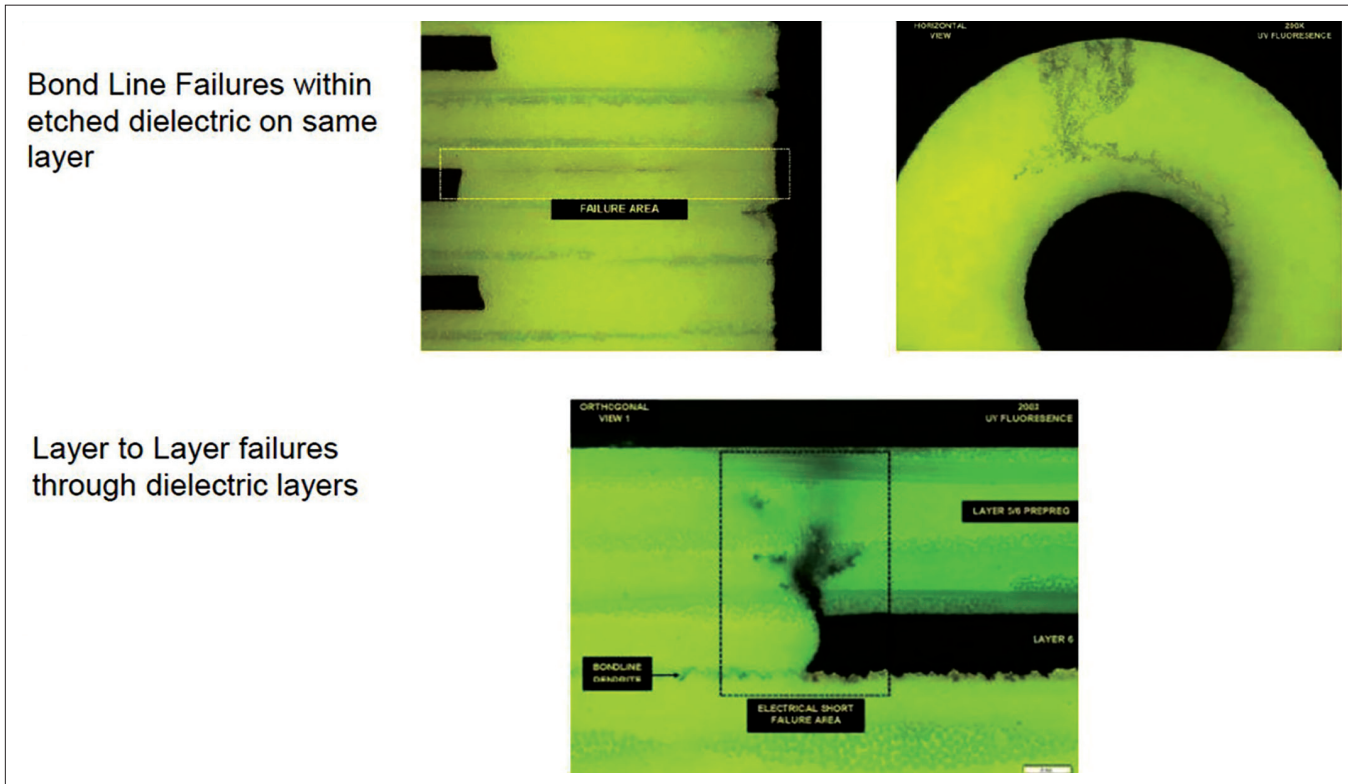 Bond Line Failures within
etched dielectric on same
layer
FAILURE AREA
HORIZONTAL
VIEW
200X
UV FLUORESENCE
Layer to Layer failures
through dielectric layers
ORTHOGONAL
VIEW 1
UV FLUORESENCE
LAYER 5/6 PREPREG
LAYER 6
BONDLINE
DENDRITE
ELECTRICAL SHORT
FAILURE AREA